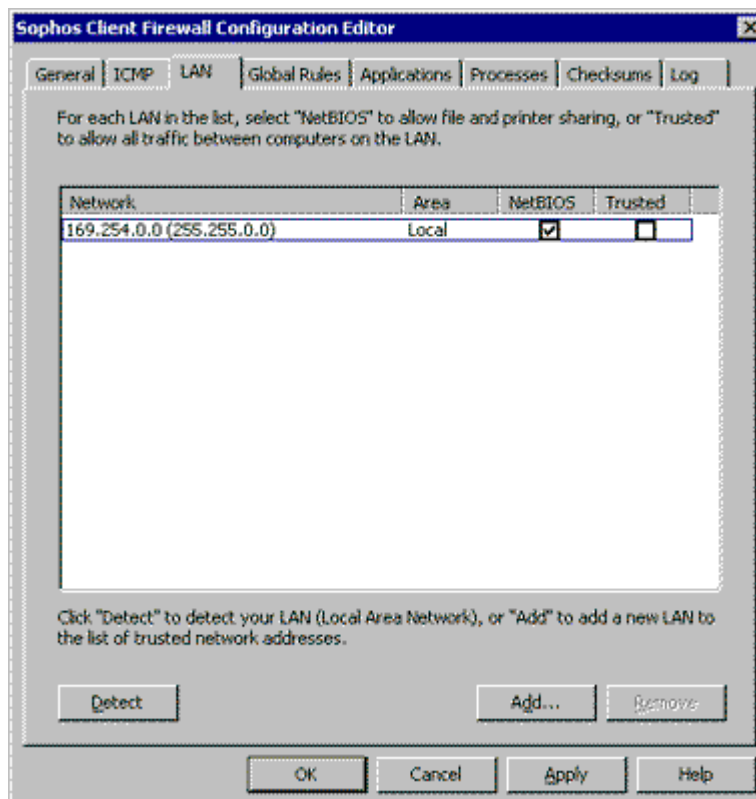 Sophos Client Firewall Configuration Editor
General ICMP LAN Global Rules Applications Processes Checksums Log
For each LAN in the list, select "NetBIOS" to allow file and printer sharing, or "Trusted"
to allow all traffic between computers on the LAN.
Network Area NetBIOS Trusted
169.254.0.0 (255.255.0.0) Local
Click "Detect" to detect your LAN (Local Area Network), or "Add" to add a new LAN to
the list of trusted network addresses.
Detect Add... Remove
OK Cancel Apply Help